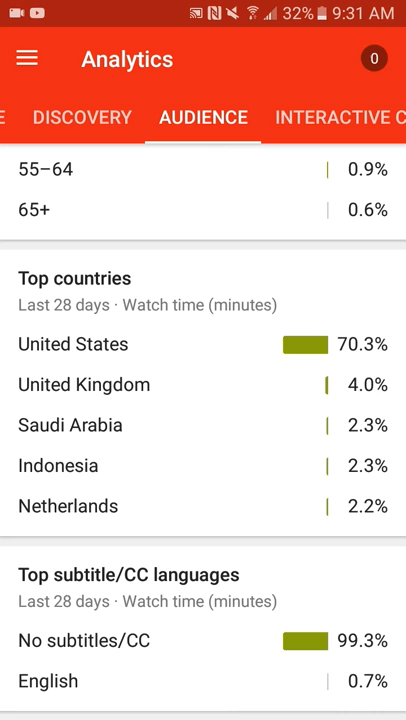 32% 9:31 AM
Analytics
0
E DISCOVERY AUDIENCE INTERACTIVE C
55–64 0.9%
65+ 0.6%
Top countries
Last 28 days · Watch time (minutes)
United States 70.3%
United Kingdom 4.0%
Saudi Arabia 2.3%
Indonesia 2.3%
Netherlands 2.2%
Top subtitle/CC languages
Last 28 days · Watch time (minutes)
No subtitles/CC 99.3%
English 0.7%